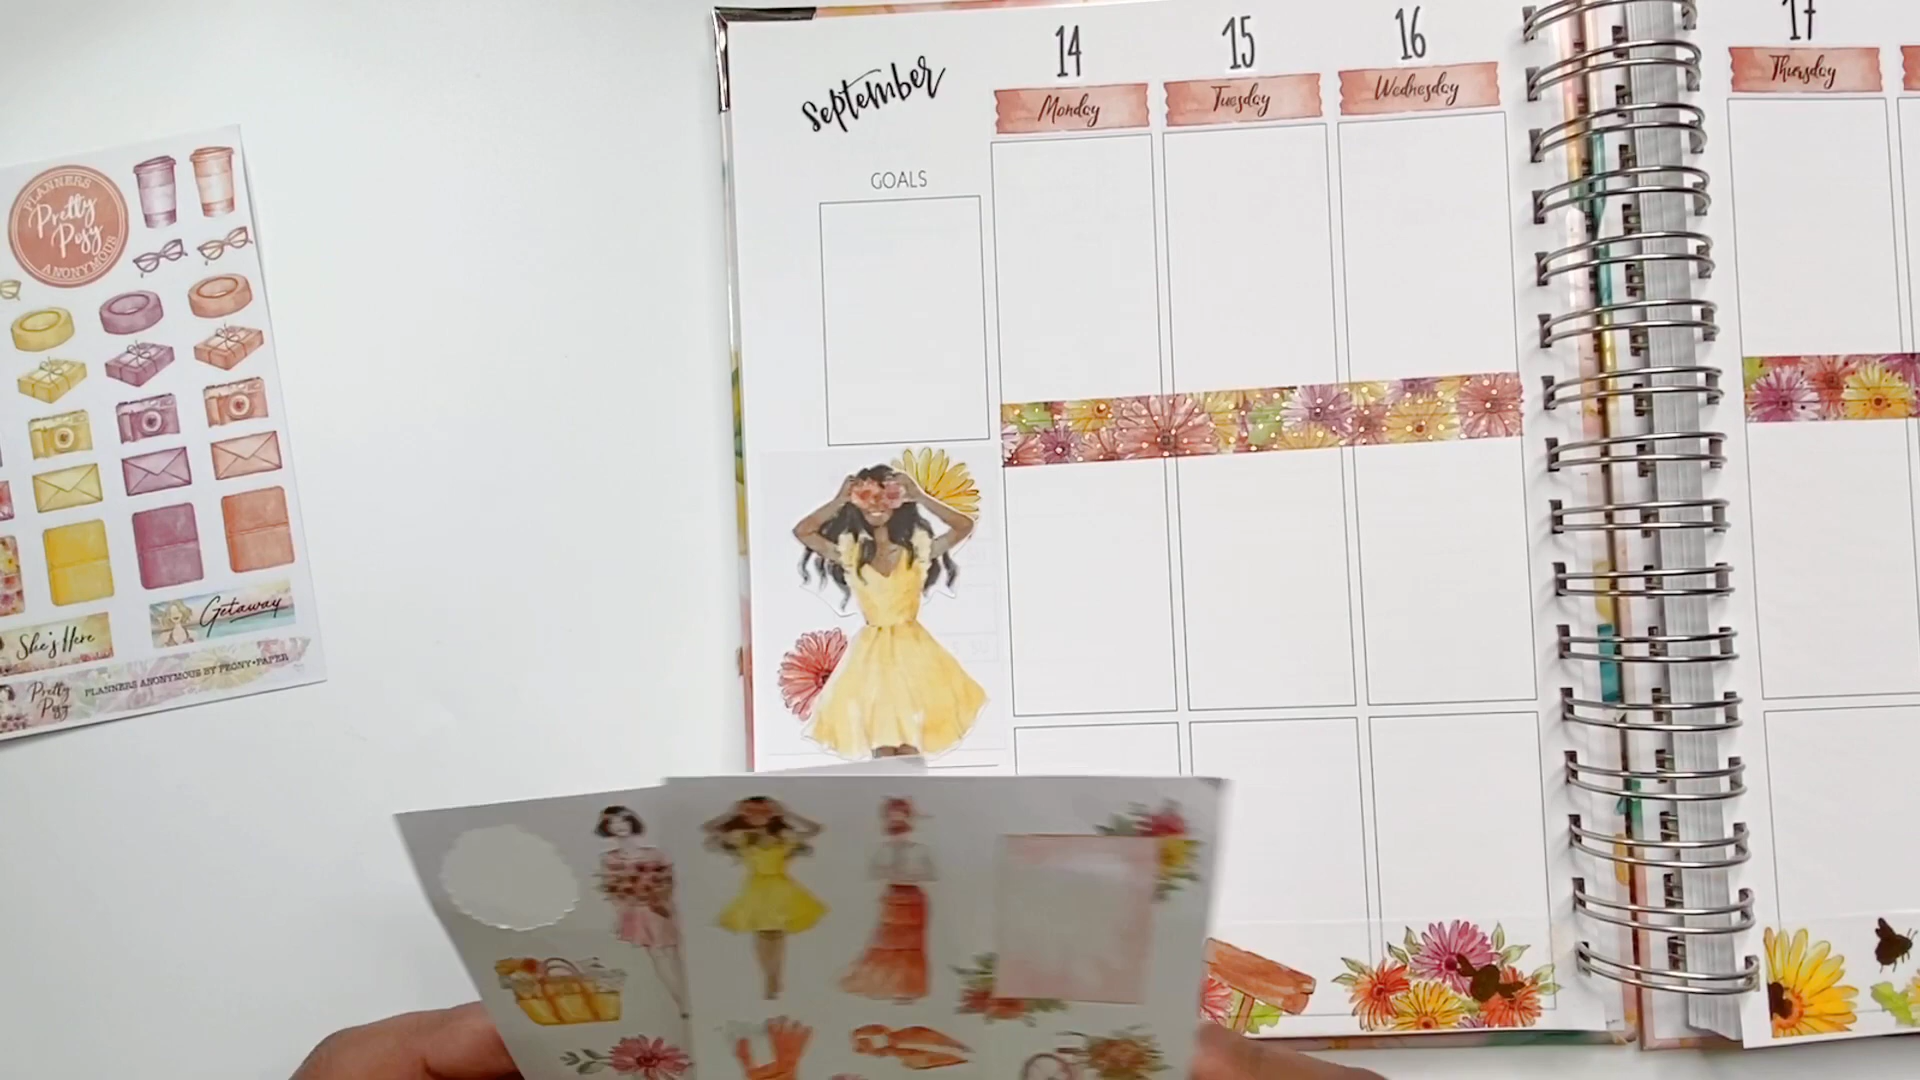 14
15
16
17
September
Monday
Tuesday
Wednesday
Thursday
GOALS
PLANNERS
Pretty
Posy
ANONYMOUS
Getaway
She's Here
Pretty
Posy
PLANNERS ANONYMOUS BY PEONY+PAPER